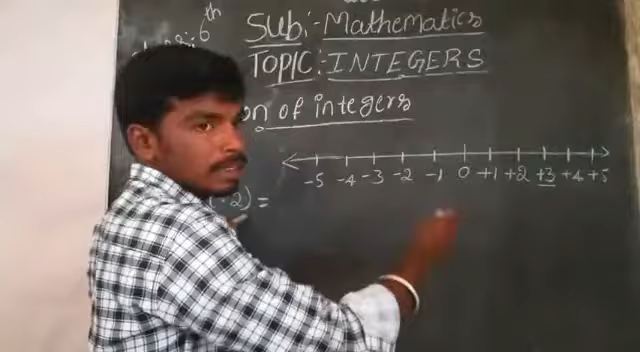 6th
Sub:- Mathematics
TOPIC:- INTEGERS
on of integers
-5 -4 -3 -2 -1 0 +1 +2 +3 +4 +5
(-2) =